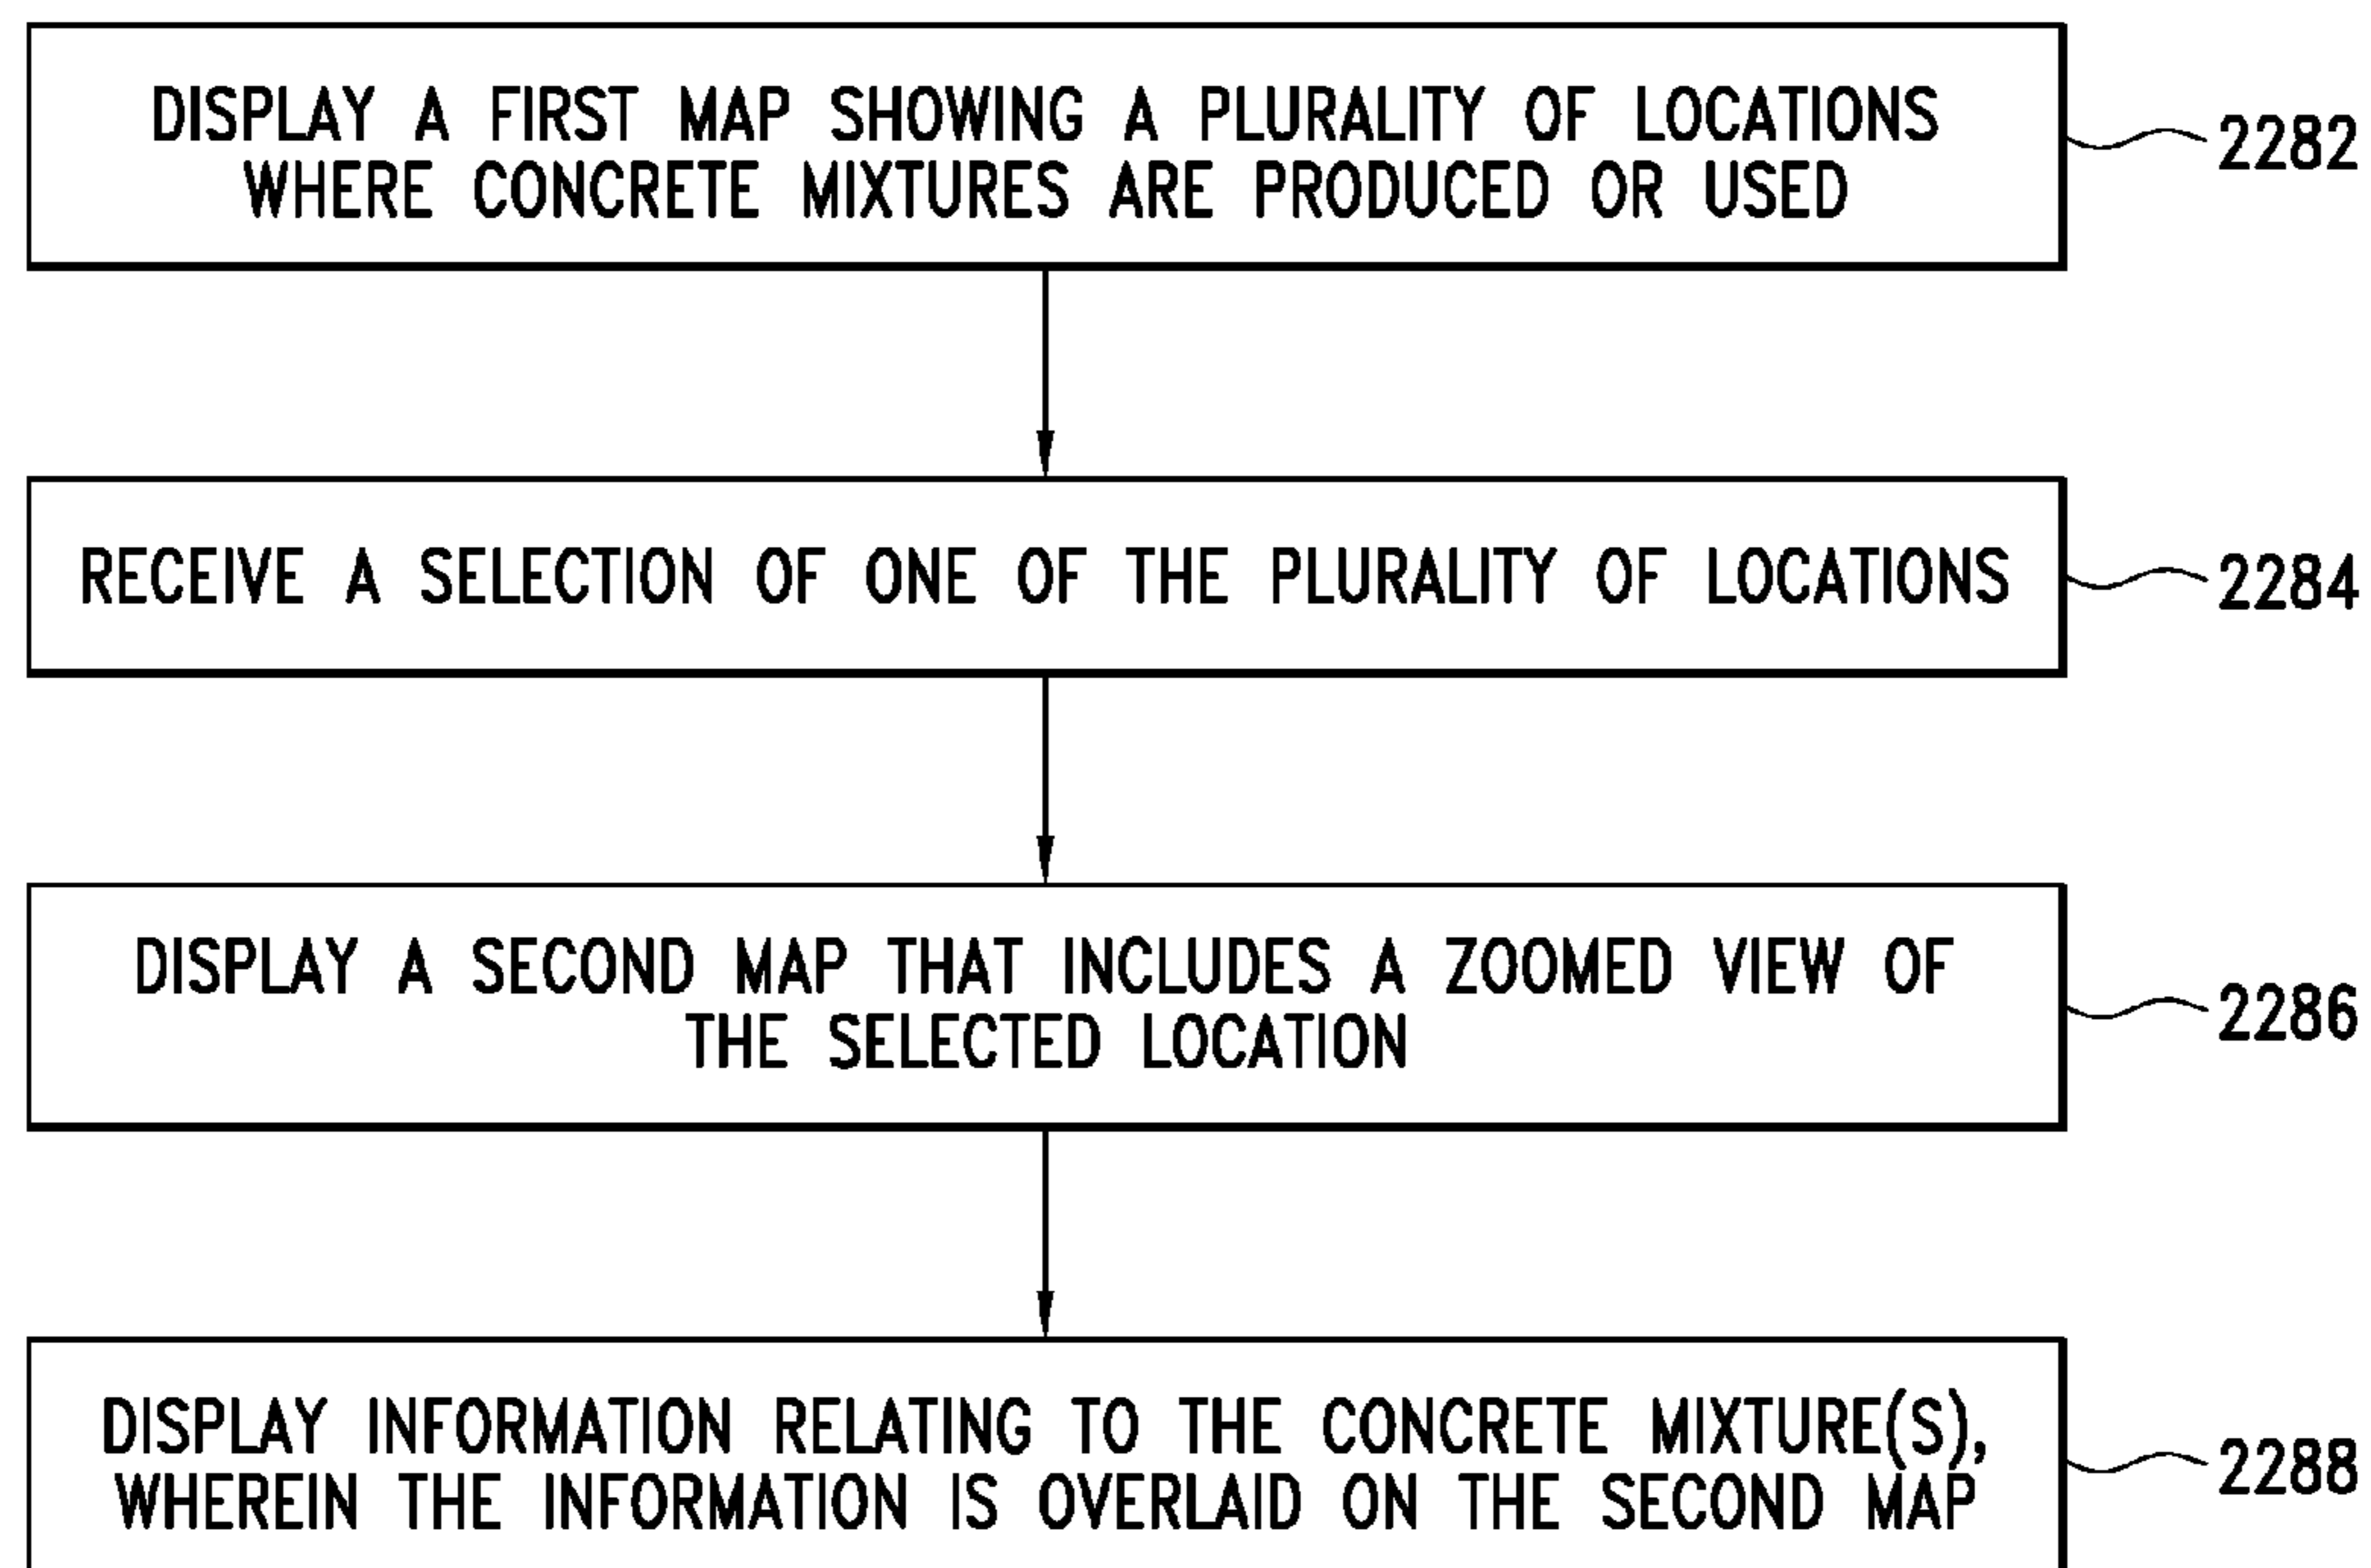 DISPLAY A FIRST MAP SHOWING A PLURALITY OF LOCATIONS
WHERE CONCRETE MIXTURES ARE PRODUCED OR USED
2282
RECEIVE A SELECTION OF ONE OF THE PLURALITY OF LOCATIONS
2284
DISPLAY A SECOND MAP THAT INCLUDES A ZOOMED VIEW OF
THE SELECTED LOCATION
2286
DISPLAY INFORMATION RELATING TO THE CONCRETE MIXTURE(S),
WHEREIN THE INFORMATION IS OVERLAID ON THE SECOND MAP
2288